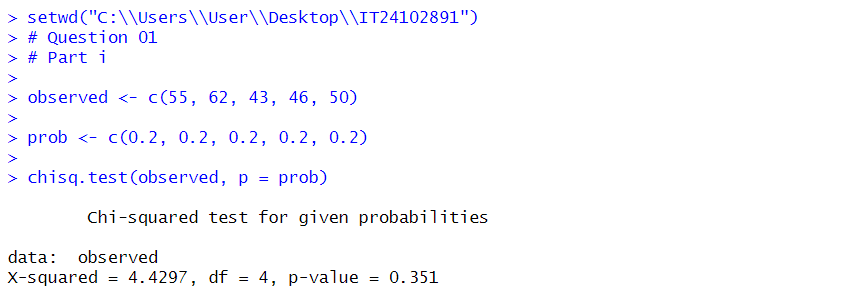 > setwd("C:\\Users\\User\\Desktop\\IT24102891")
> # Question 01
> # Part i
>
> observed <- c(55, 62, 43, 46, 50)
>
> prob <- c(0.2, 0.2, 0.2, 0.2, 0.2)
>
> chisq.test(observed, p = prob)
Chi-squared test for given probabilities
data:  observed
X-squared = 4.4297, df = 4, p-value = 0.351